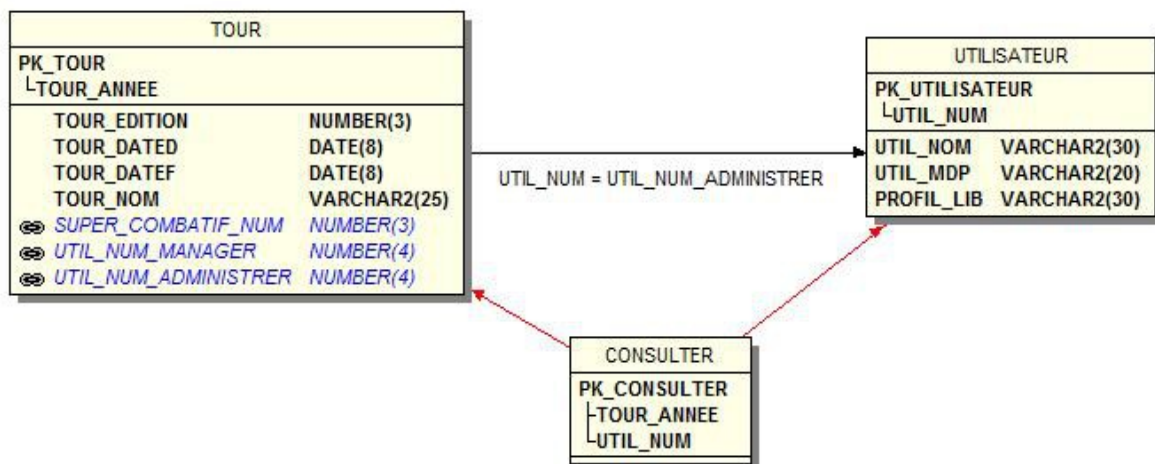 TOUR
PK_TOUR
TOUR_ANNEE
TOUR_EDITION NUMBER(3)
TOUR_DATED DATE(8)
TOUR_DATEF DATE(8)
TOUR_NOM VARCHAR2(25)
SUPER_COMBATIF_NUM NUMBER(3)
UTIL_NUM_MANAGER NUMBER(4)
UTIL_NUM_ADMINISTRER NUMBER(4)
UTIL_NUM = UTIL_NUM_ADMINISTRER
UTILISATEUR
PK_UTILISATEUR
UTIL_NUM
UTIL_NOM VARCHAR2(30)
UTIL_MDP VARCHAR2(20)
PROFIL_LIB VARCHAR2(30)
CONSULTER
PK_CONSULTER
TOUR_ANNEE
UTIL_NUM